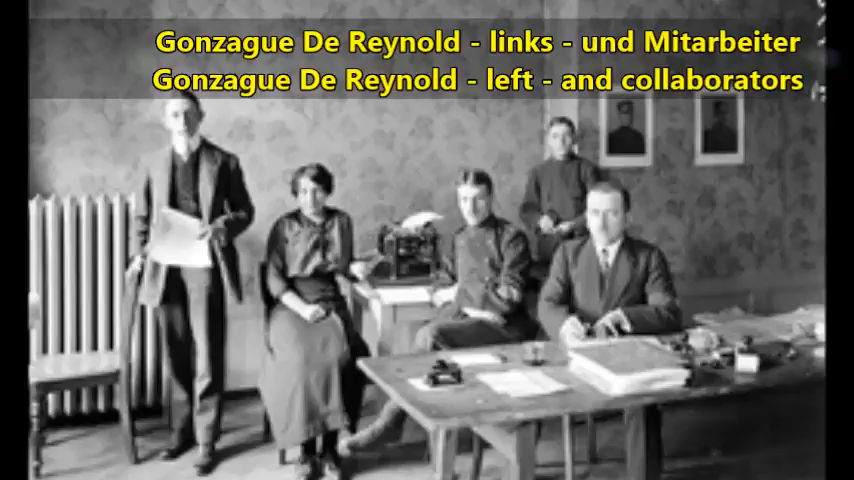 Gonzague De Reynold - links - und Mitarbeiter
Gonzague De Reynold - left - and collaborators